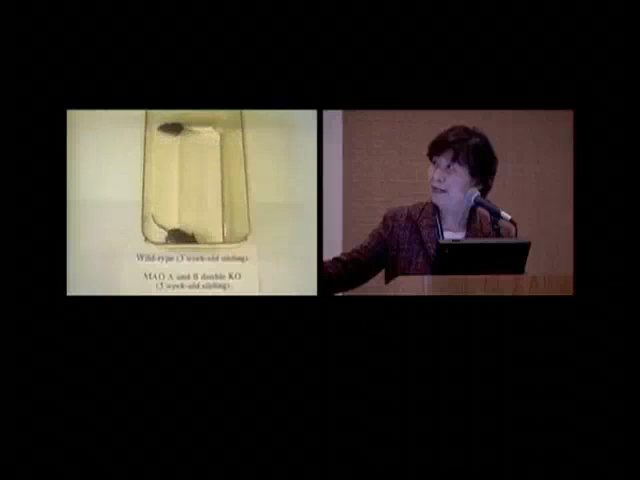 Wild-type (3 week-old sibling)
MAO A and B double KO
(3 week-old sibling)